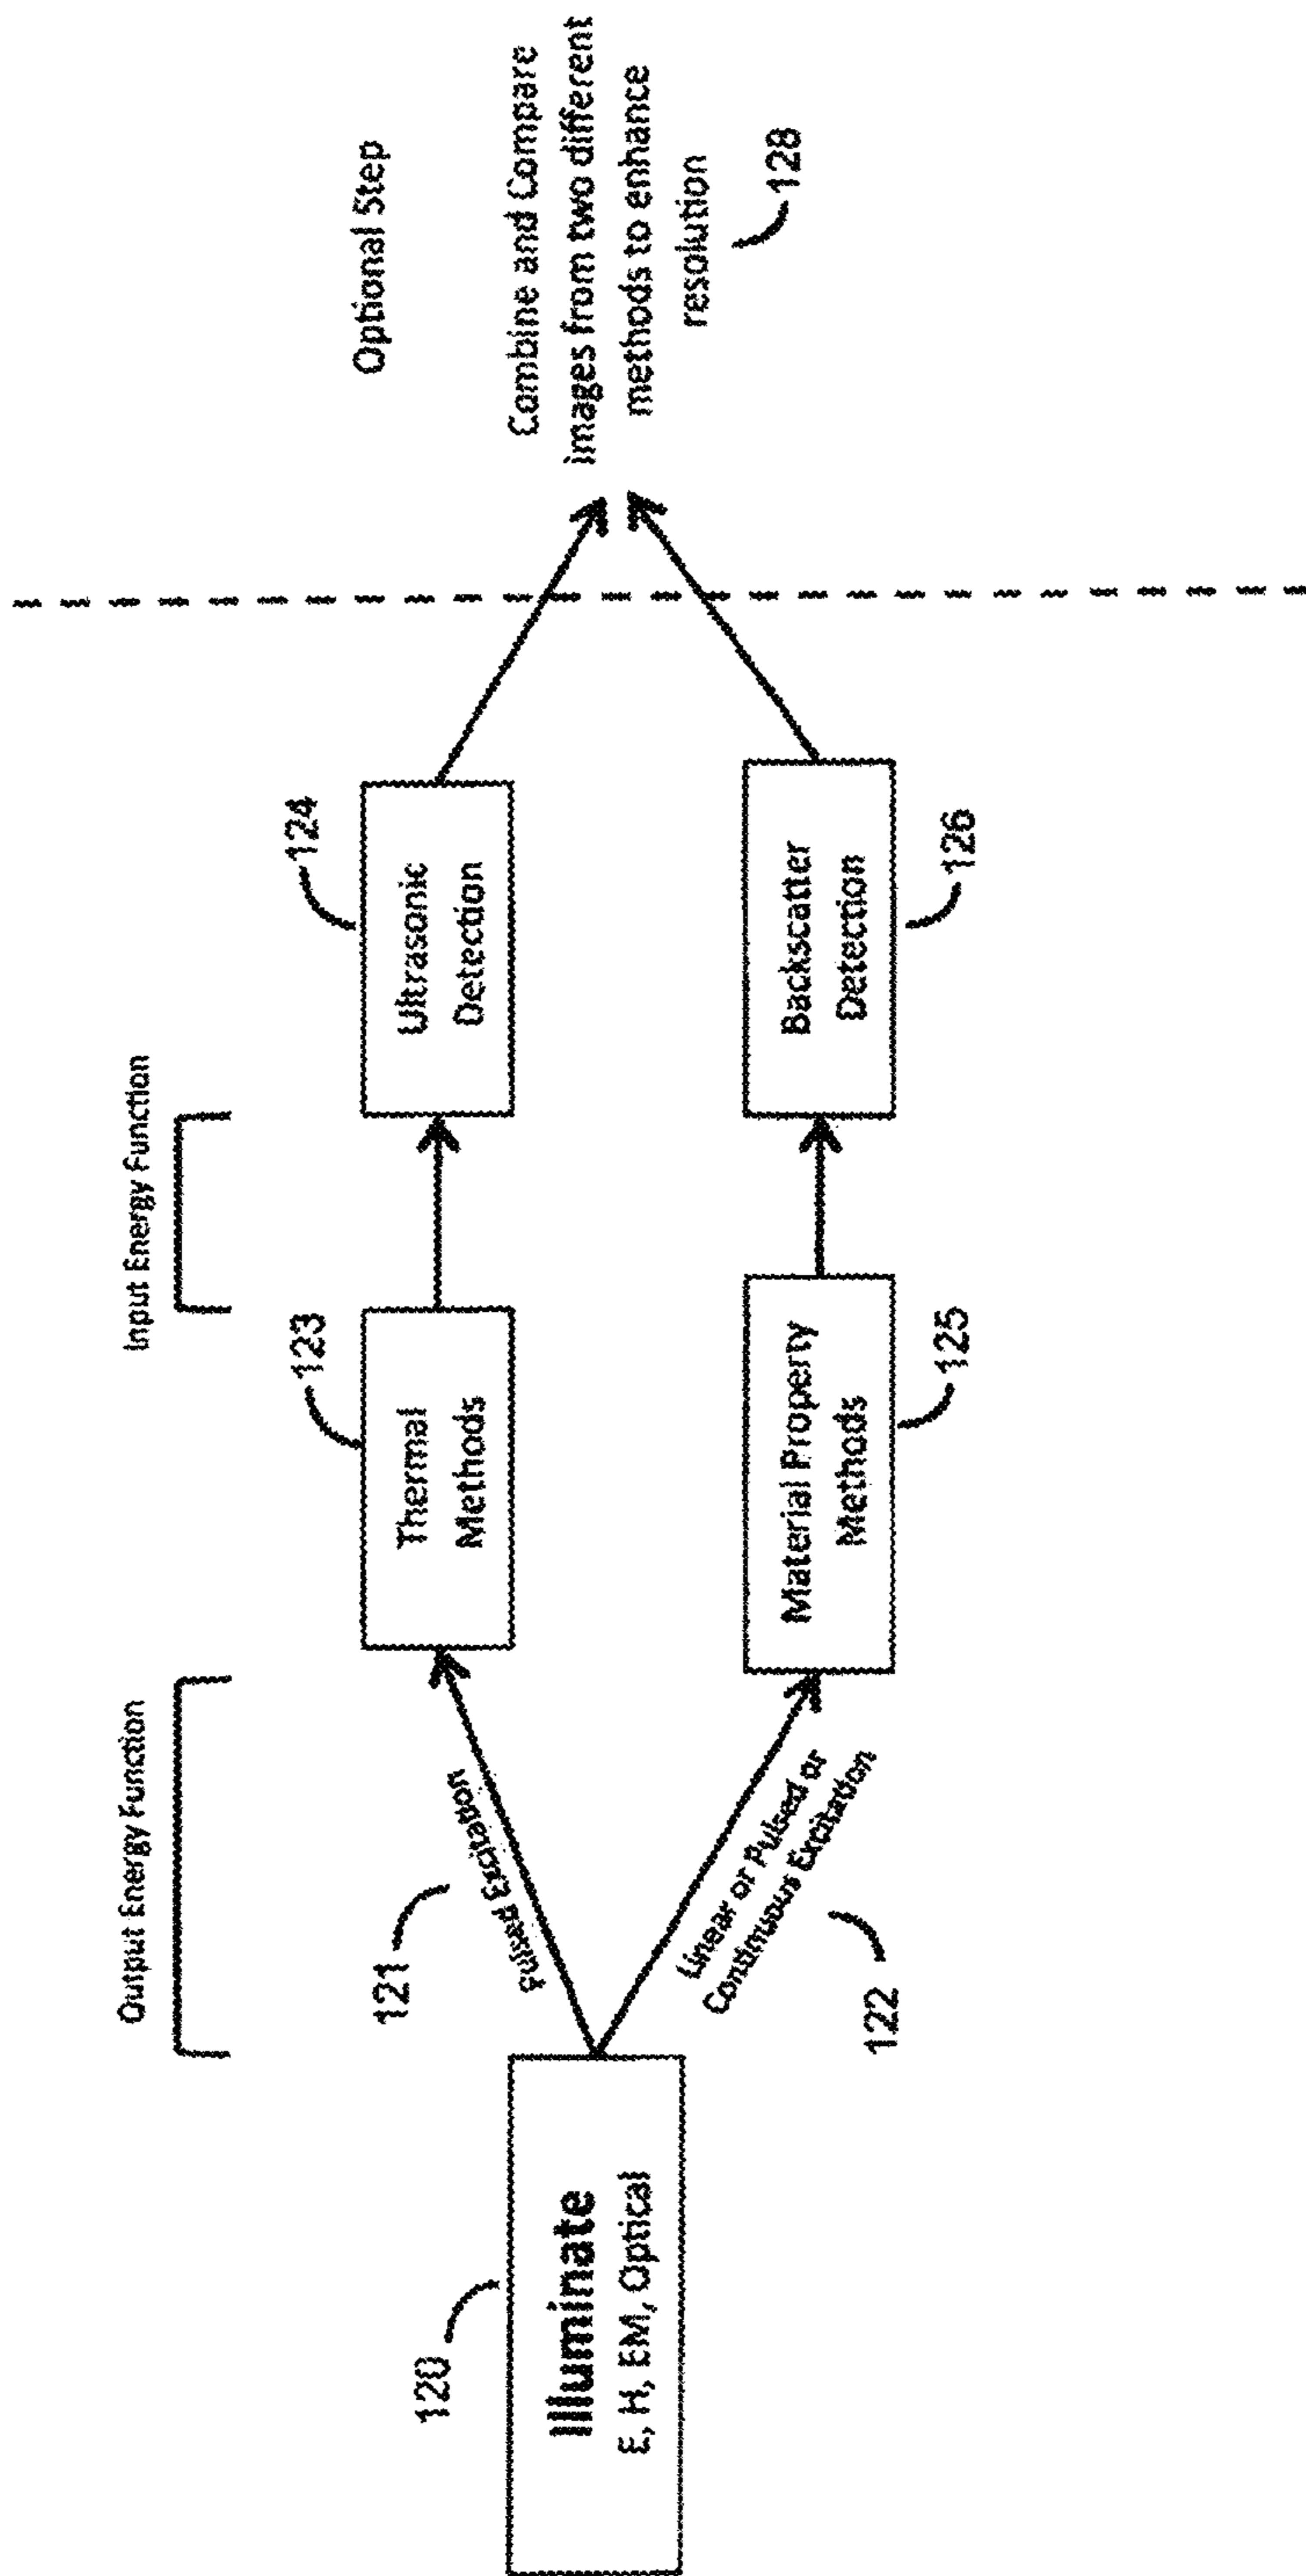 Output Energy Function
Input Energy Function
Optional Step
120
Illuminate
E, H, EM, Optical
121
Pulsed Excitation
122
Linear or Pulsed or
Continuous Excitation
123
Thermal
Methods
124
Ultrasonic
Detection
Material Property
Methods
125
Backscatter
Detection
126
Combine and Compare
images from two different
methods to enhance
resolution
128